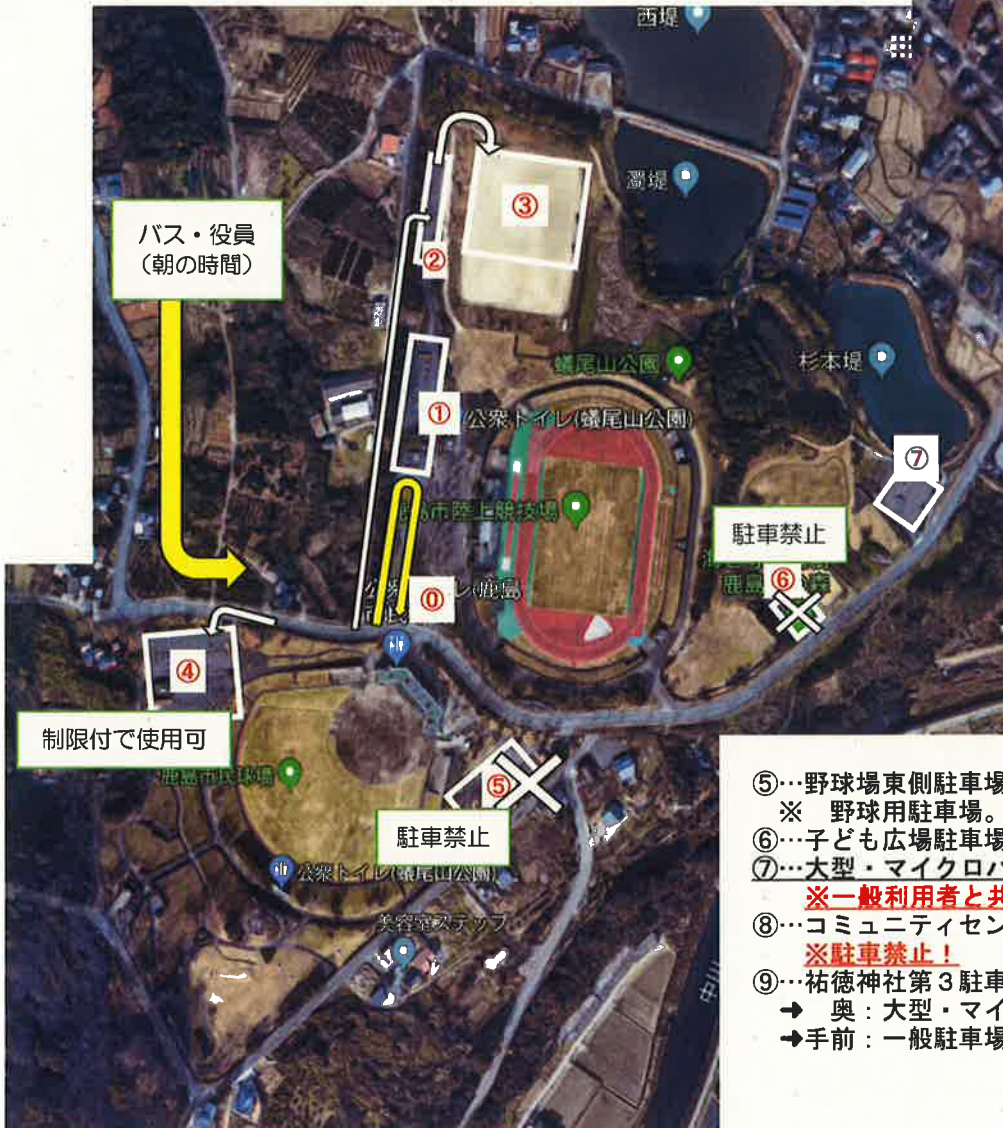 西堤
濁堤
③
バス・役員
（朝の時間）
②
蟻尾山公園
杉本堤
①
公衆トイレ(蟻尾山公園)
⑦
市陸上競技場
駐車禁止
⓪
⑥
鹿島
④
制限付で使用可
⑤
駐車禁止
公衆トイレ(蟻尾山公園)
美容室ステップ
中川
⑤…野球場東側駐車場
※　野球用駐車場。
⑥…子ども広場駐車場
⑦…大型・マイクロバ
※一般利用者と共
⑧…コミュニティセン
※駐車禁止！
⑨…祐徳神社第３駐車
➔　奥：大型・マイ
➔手前：一般駐車場